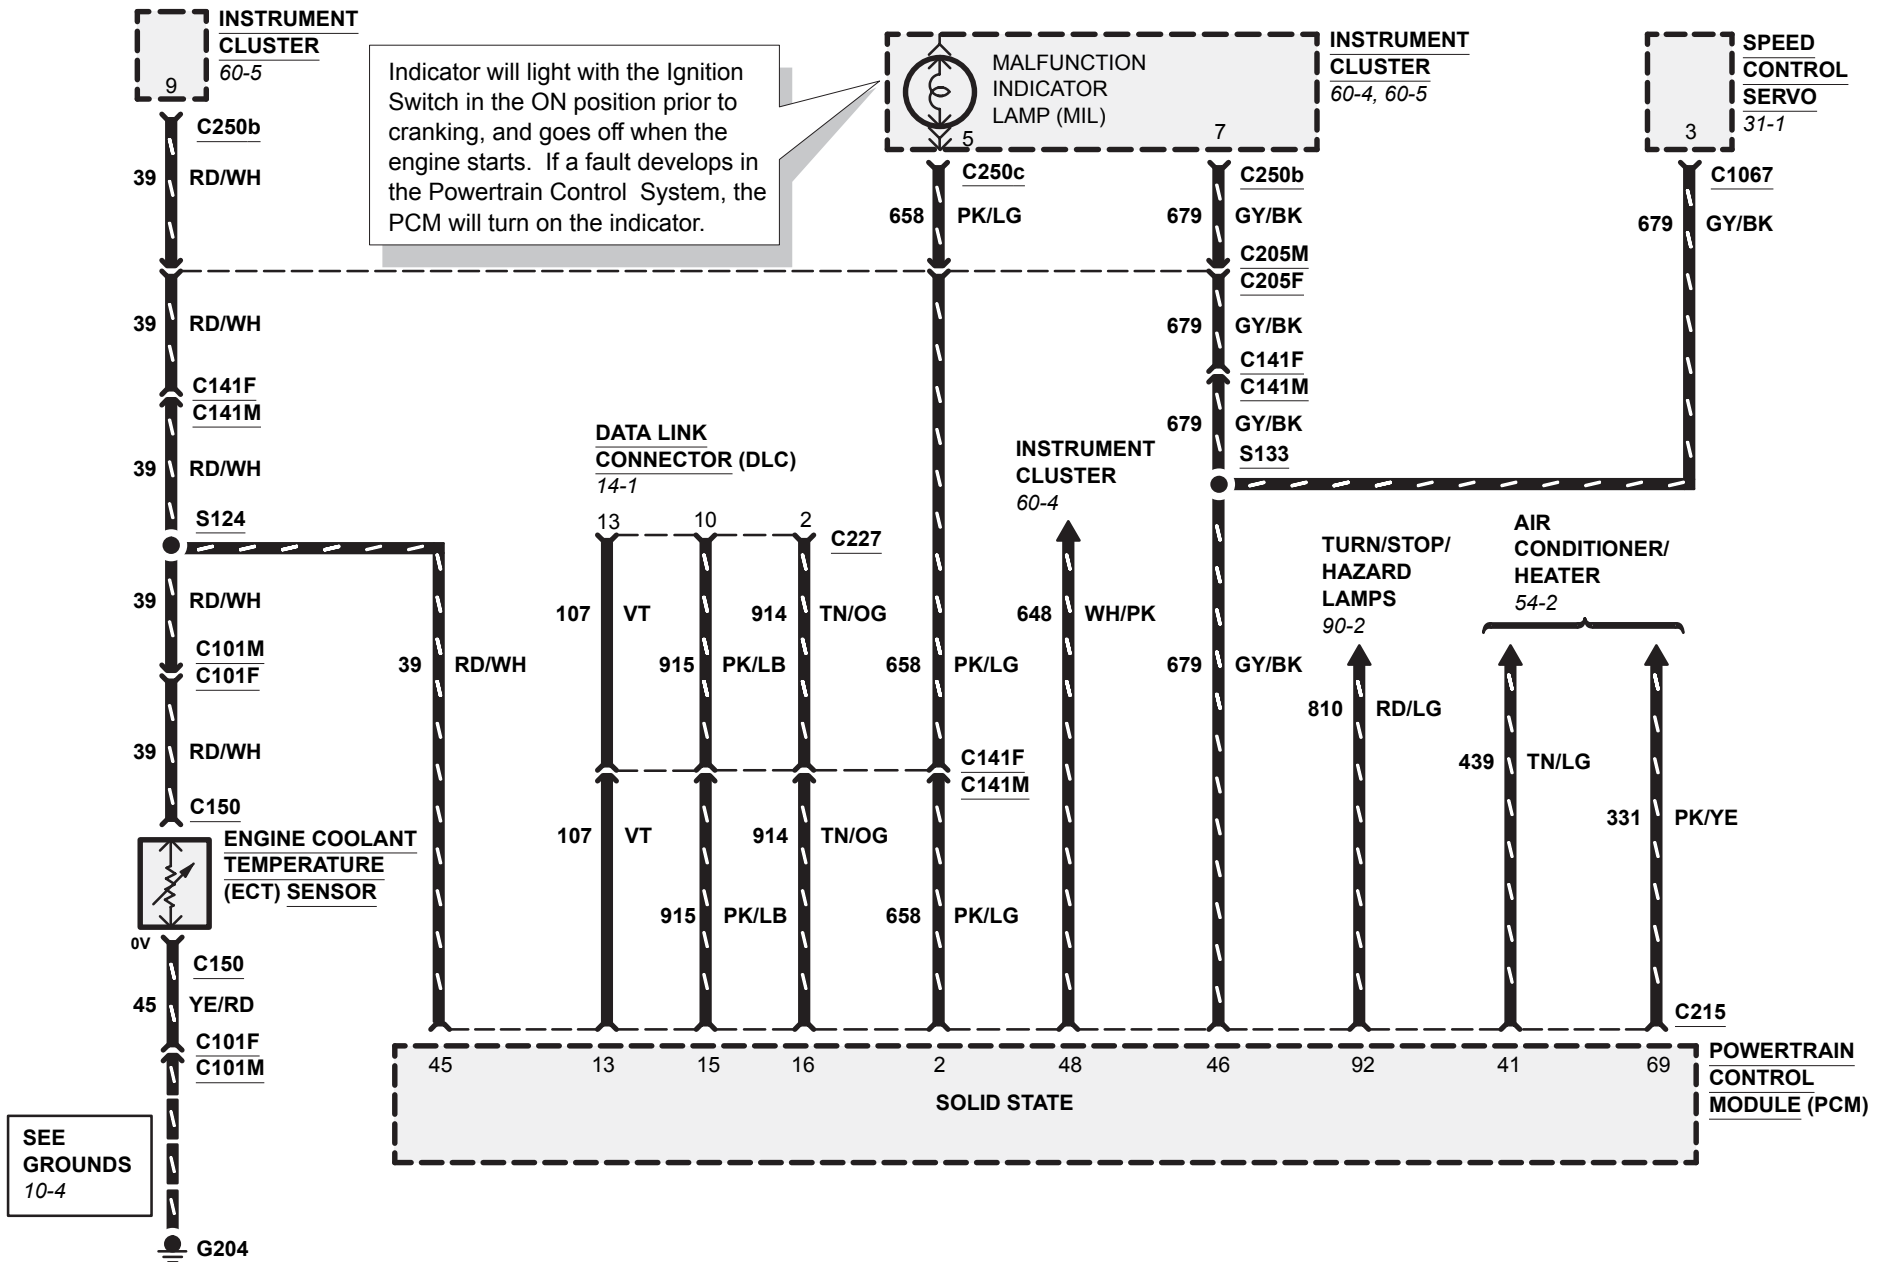 INSTRUMENT
CLUSTER
60-5
9
C250b
39 RD/WH
Indicator will light with the Ignition
Switch in the ON position prior to
cranking, and goes off when the
engine starts. If a fault develops in
the Powertrain Control System, the
PCM will turn on the indicator.
MALFUNCTION
INDICATOR
LAMP (MIL)
5
7
INSTRUMENT
CLUSTER
60-4, 60-5
C250c
658 PK/LG
C250b
679 GY/BK
SPEED
CONTROL
SERVO
31-1
3
C1067
679 GY/BK
C205M
C205F
39 RD/WH
679 GY/BK
C141F
C141M
C141F
C141M
39 RD/WH
679 GY/BK
S133
S124
DATA LINK
CONNECTOR (DLC)
14-1
13
10
2
C227
INSTRUMENT
CLUSTER
60-4
TURN/STOP/
HAZARD
LAMPS
90-2
AIR
CONDITIONER/
HEATER
54-2
39 RD/WH
107 VT
914 TN/OG
648 WH/PK
C101M
C101F
39 RD/WH
915 PK/LB
658 PK/LG
679 GY/BK
810 RD/LG
39 RD/WH
439 TN/LG
C141F
C141M
331 PK/YE
C150
ENGINE COOLANT
TEMPERATURE
(ECT) SENSOR
107 VT
914 TN/OG
915 PK/LB
658 PK/LG
0V
C150
45 YE/RD
C101F
C101M
C215
45
13
15
16
2
48
46
92
41
69
SOLID STATE
POWERTRAIN
CONTROL
MODULE (PCM)
SEE
GROUNDS
10-4
G204